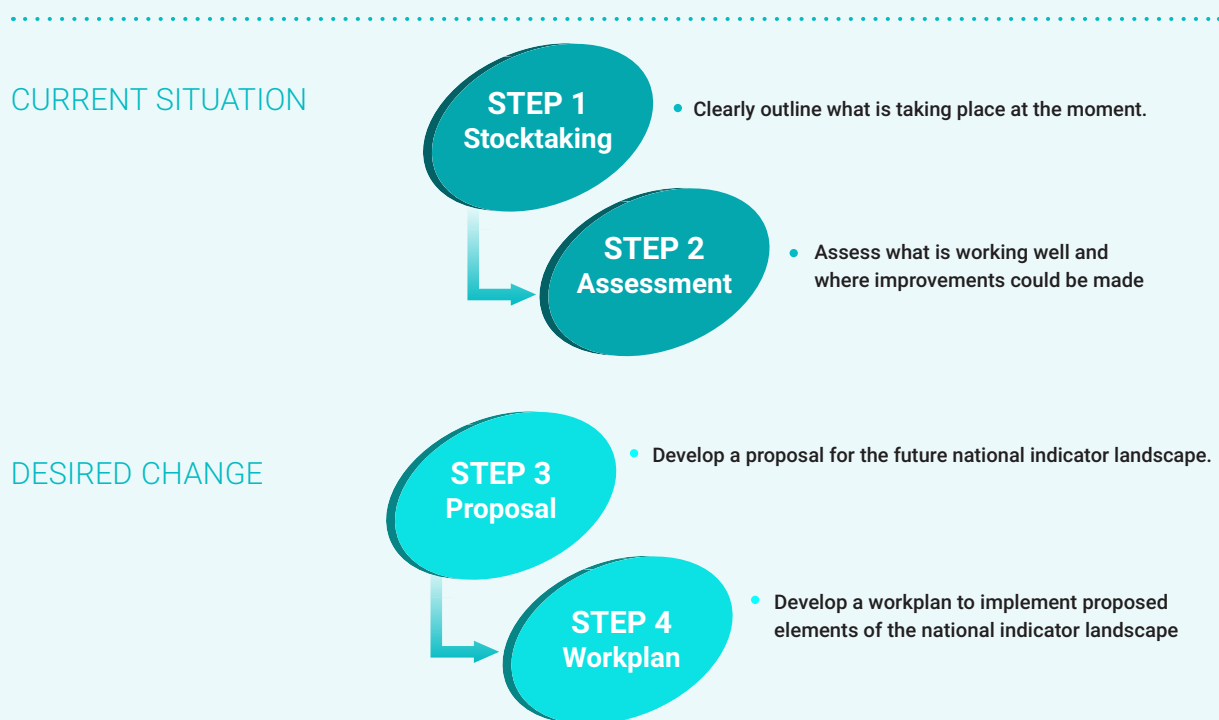 CURRENT SITUATION
STEP 1
Stocktaking
Clearly outline what is taking place at the moment.
STEP 2
Assessment
Assess what is working well and
where improvements could be made
DESIRED CHANGE
STEP 3
Proposal
Develop a proposal for the future national indicator landscape.
STEP 4
Workplan
Develop a workplan to implement proposed
elements of the national indicator landscape